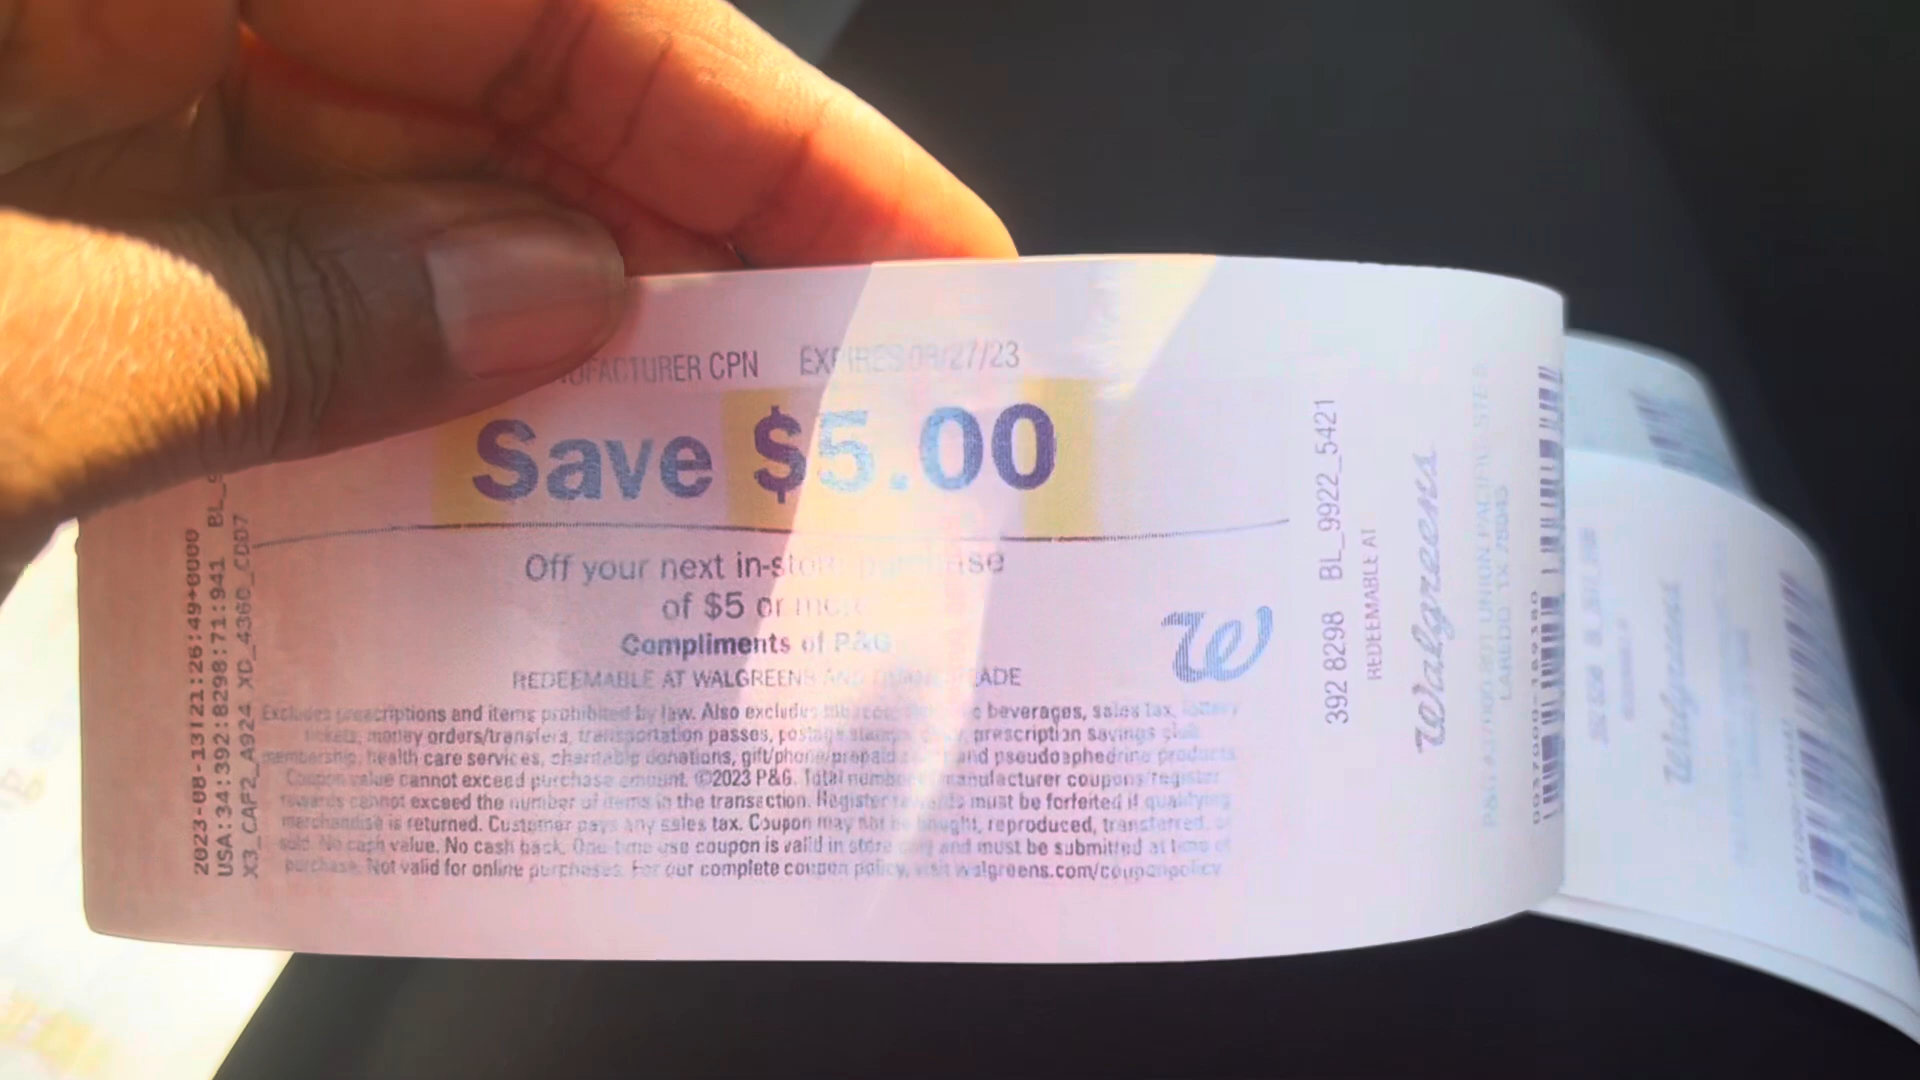 CPN EXPIRES
Save $5.00
Off your next in-store purchase
of $5 or more
Compliments of P&G
REDEEMABLE AT WALGREENS AND
Excludes prescriptions and items prohibited by law. Also excludes beverages, sales tax, lottery
tickets, money orders/transfers, transportation passes, postage stamps, prescription savings club
membership, health care services, charitable donations, gift/phone/prepaid and pseudoaphedrine products
Coupon value cannot exceed purchase amount. ©2023 P&G. Total number manufacturer coupons/register
rewards cannot exceed the number of items in the transaction. Register rewards must be forfeited if qualifying
merchandise is returned. Customer pays any sales tax. Coupon may not be bought, reproduced, transferred, or
sold. No cash value. No cash back. One-time use coupon is valid in store only and must be submitted at time of
purchase. Not valid for online purchases. For our complete coupon policy, visit walgreens.com/couponpolicy
2023-08-13T21:26:49+0000
USA:34:392:8298:71:941
X3_CAF2_A924 XD_4360_CDD7
W
392 8298 BL_9922_5421
REDEEMABLE AT
Walgreens
LAREDO, TX 78045
Walgreens